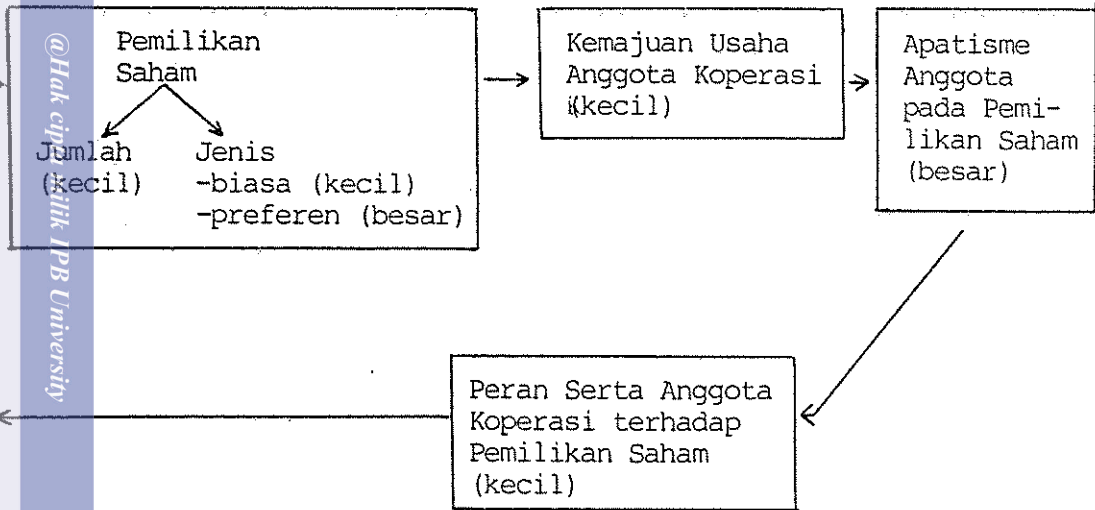 Pemilikan
Saham
Jumlah
(kecil)
Jenis
-biasa (kecil)
-preferen (besar)
Kemajuan Usaha
Anggota Koperasi
(kecil)
Apatisme
Anggota
pada Pemi-
likan Saham
(besar)
Peran Serta Anggota
Koperasi terhadap
Pemilikan Saham
(kecil)
@Hak cipta milik IPB University